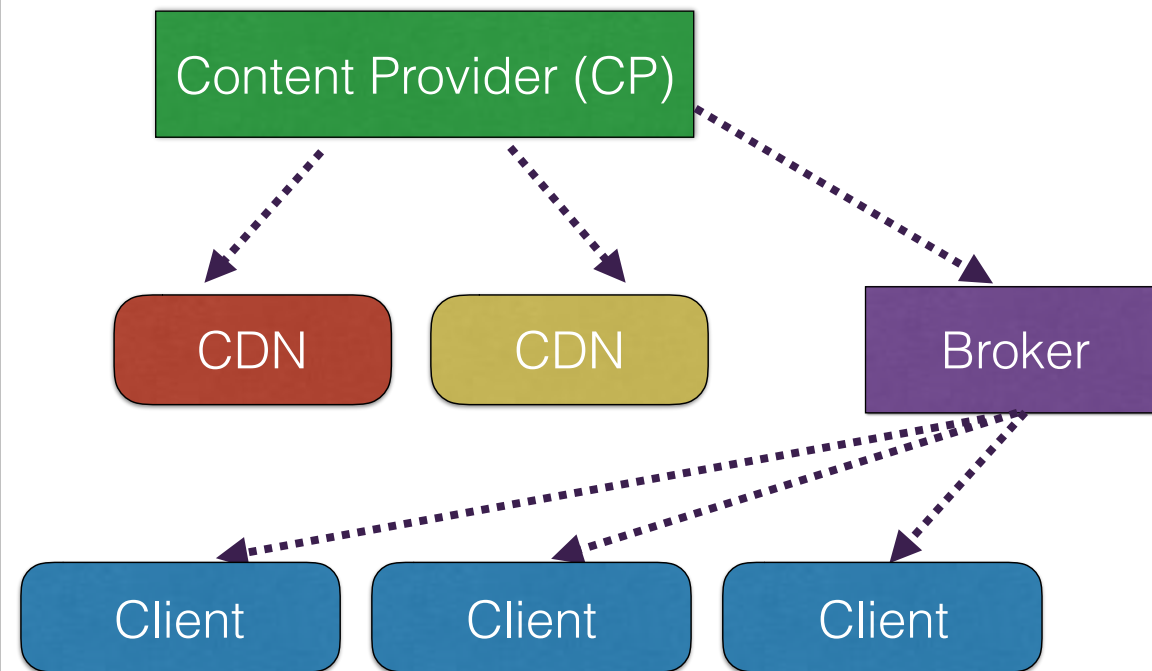 Content Provider (CP)
CDN
CDN
Broker
Client
Client
Client